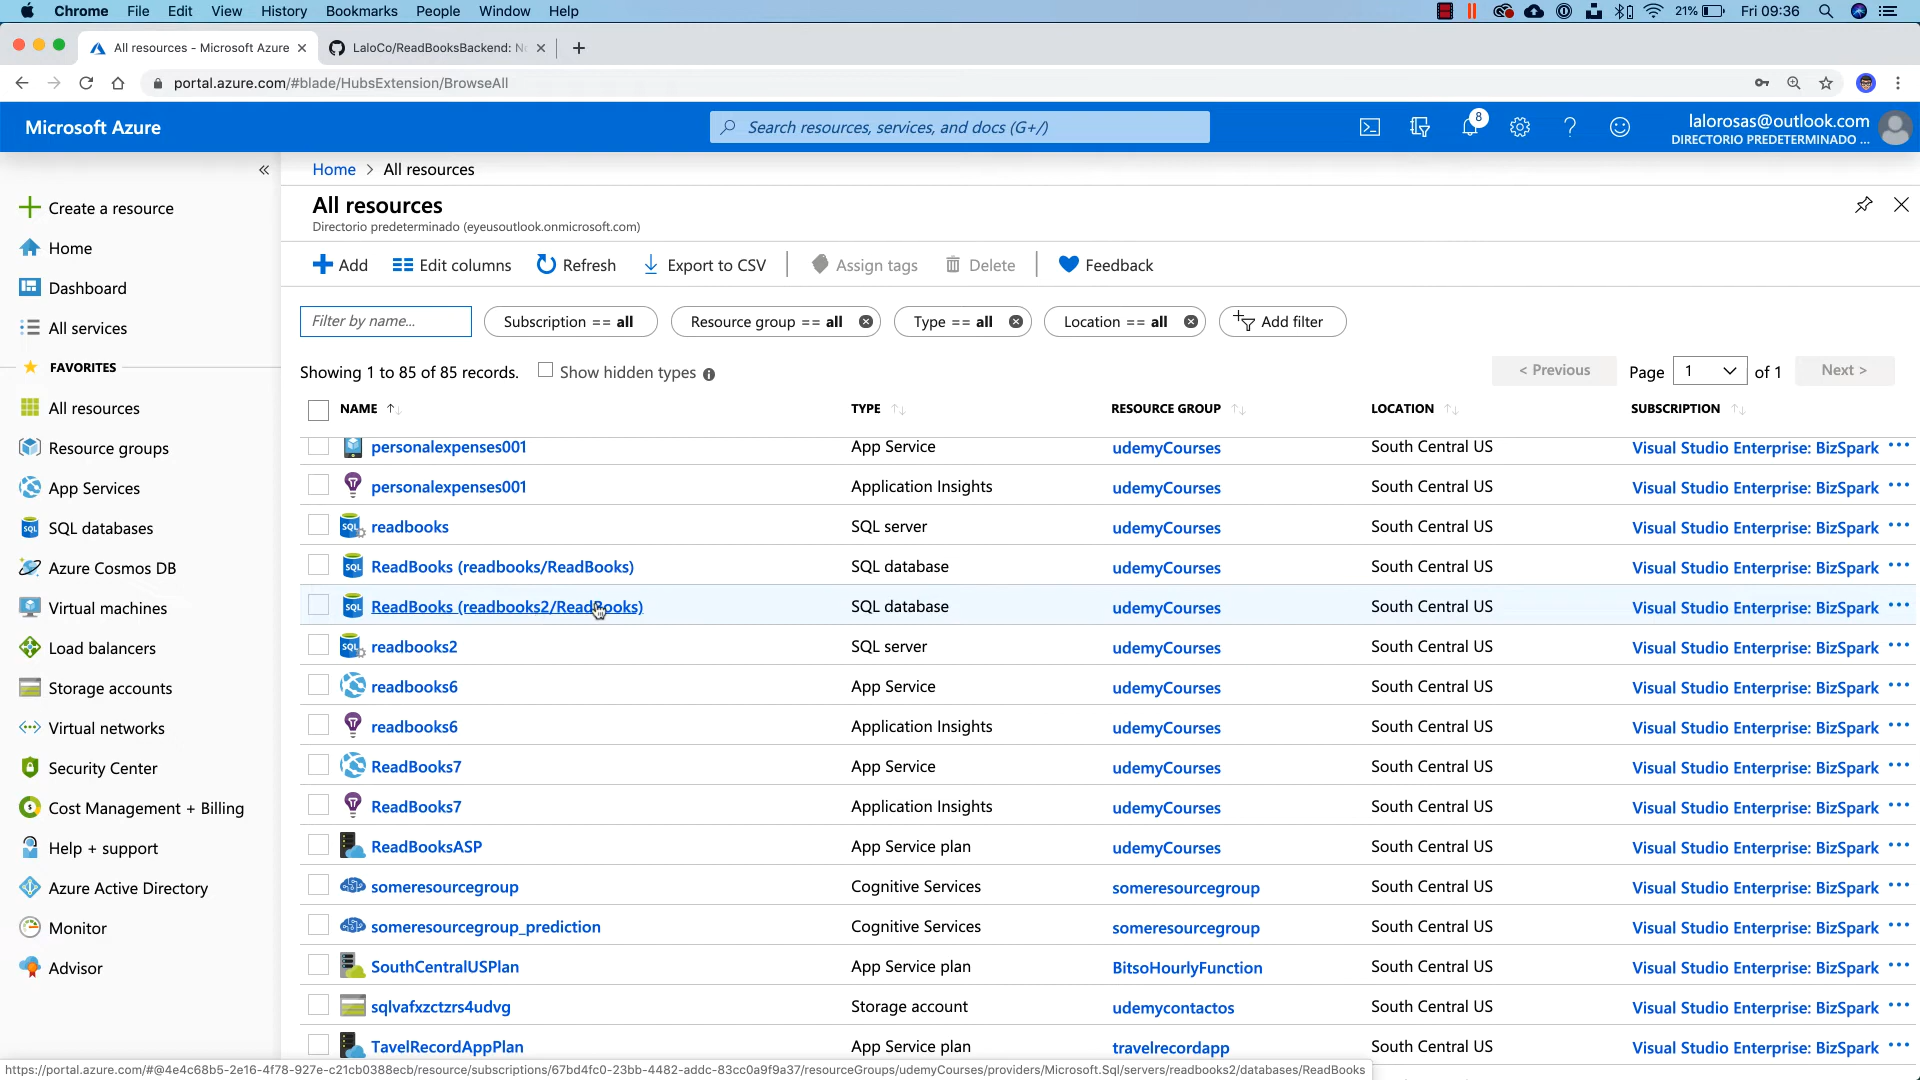 Chrome File Edit View History Bookmarks People Window Help 21% Fri 09:36
All resources - Microsoft Azure LaloCo/ReadBooksBackend: No
portal.azure.com/#blade/HubsExtension/BrowseAll
Microsoft Azure Search resources, services, and docs (G+/) 8 lalorosas@outlook.com
DIRECTORIO PREDETERMINADO ...
Home > All resources
All resources
Directorio predeterminado (eyeusoutlook.onmicrosoft.com)
Add Edit columns Refresh Export to CSV Assign tags Delete Feedback
Filter by name... Subscription == all Resource group == all Type == all Location == all Add filter
Showing 1 to 85 of 85 records. Show hidden types < Previous Page 1 of 1 Next >
Create a resource
Home
Dashboard
All services
FAVORITES
All resources
Resource groups
App Services
SQL databases
Azure Cosmos DB
Virtual machines
Load balancers
Storage accounts
Virtual networks
Security Center
Cost Management + Billing
Help + support
Azure Active Directory
Monitor
Advisor
NAME TYPE RESOURCE GROUP LOCATION SUBSCRIPTION
personalexpenses001 App Service udemyCourses South Central US Visual Studio Enterprise: BizSpark
personalexpenses001 Application Insights udemyCourses South Central US Visual Studio Enterprise: BizSpark
SQL readbooks SQL server udemyCourses South Central US Visual Studio Enterprise: BizSpark
SQL ReadBooks (readbooks/ReadBooks) SQL database udemyCourses South Central US Visual Studio Enterprise: BizSpark
SQL ReadBooks (readbooks2/ReadBooks) SQL database udemyCourses South Central US Visual Studio Enterprise: BizSpark
SQL readbooks2 SQL server udemyCourses South Central US Visual Studio Enterprise: BizSpark
readbooks6 App Service udemyCourses South Central US Visual Studio Enterprise: BizSpark
readbooks6 Application Insights udemyCourses South Central US Visual Studio Enterprise: BizSpark
ReadBooks7 App Service udemyCourses South Central US Visual Studio Enterprise: BizSpark
ReadBooks7 Application Insights udemyCourses South Central US Visual Studio Enterprise: BizSpark
ReadBooksASP App Service plan udemyCourses South Central US Visual Studio Enterprise: BizSpark
someresourcegroup Cognitive Services someresourcegroup South Central US Visual Studio Enterprise: BizSpark
someresourcegroup_prediction Cognitive Services someresourcegroup South Central US Visual Studio Enterprise: BizSpark
SouthCentralUSPlan App Service plan BitsoHourlyFunction South Central US Visual Studio Enterprise: BizSpark
sqlvafxzctzrs4udvg Storage account udemycontactos South Central US Visual Studio Enterprise: BizSpark
TavelRecordAppPlan App Service plan travelrecordapp South Central US Visual Studio Enterprise: BizSpark
https://portal.azure.com/#@4e4c68b5-2e16-4f78-927e-c21cb0388ecb/resource/subscriptions/67bd4fc0-23bb-4482-addc-83cc0a9f9a37/resourceGroups/udemyCourses/providers/Microsoft.Sql/servers/readbooks2/databases/ReadBooks